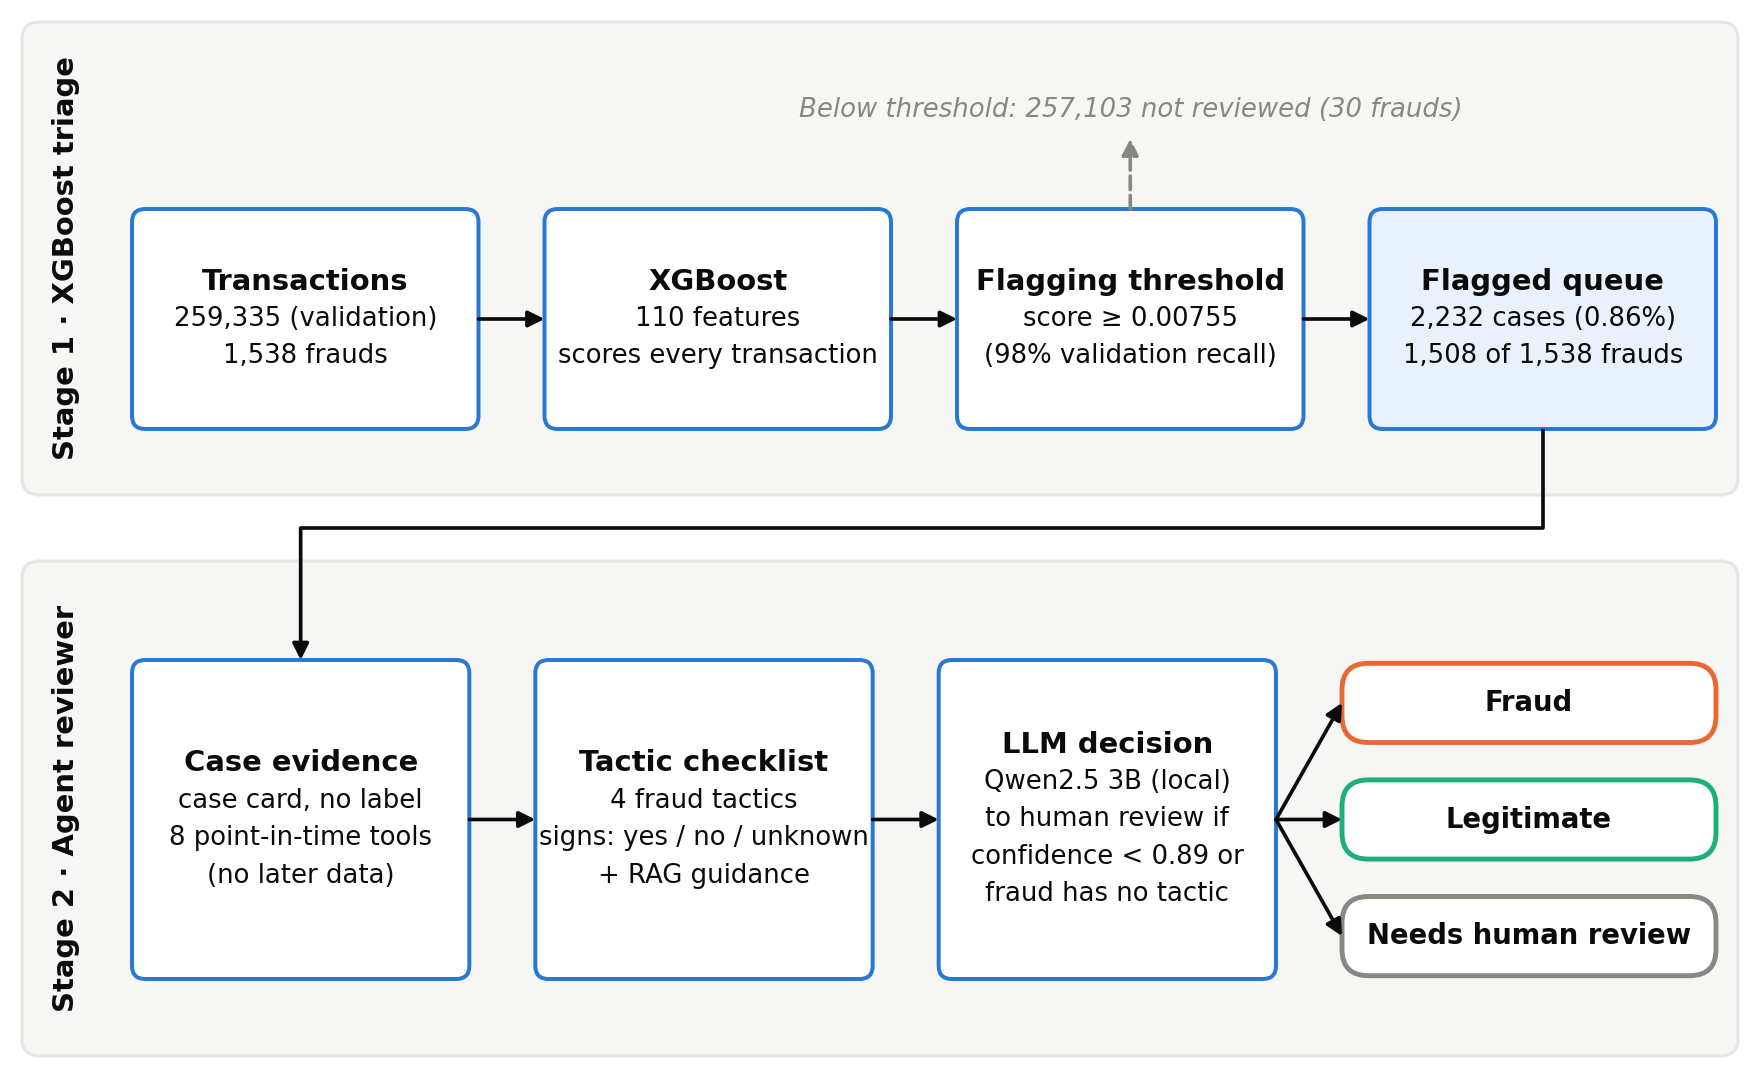 Stage 1 · XGBoost triage
Below threshold: 257,103 not reviewed (30 frauds)
Transactions
259,335 (validation)
1,538 frauds
XGBoost
110 features
scores every transaction
Flagging threshold
score ≥ 0.00755
(98% validation recall)
Flagged queue
2,232 cases (0.86%)
1,508 of 1,538 frauds
Stage 2 · Agent reviewer
Case evidence
case card, no label
8 point-in-time tools
(no later data)
Tactic checklist
4 fraud tactics
signs: yes / no / unknown
+ RAG guidance
LLM decision
Qwen2.5 3B (local)
to human review if
confidence < 0.89 or
fraud has no tactic
Fraud
Legitimate
Needs human review